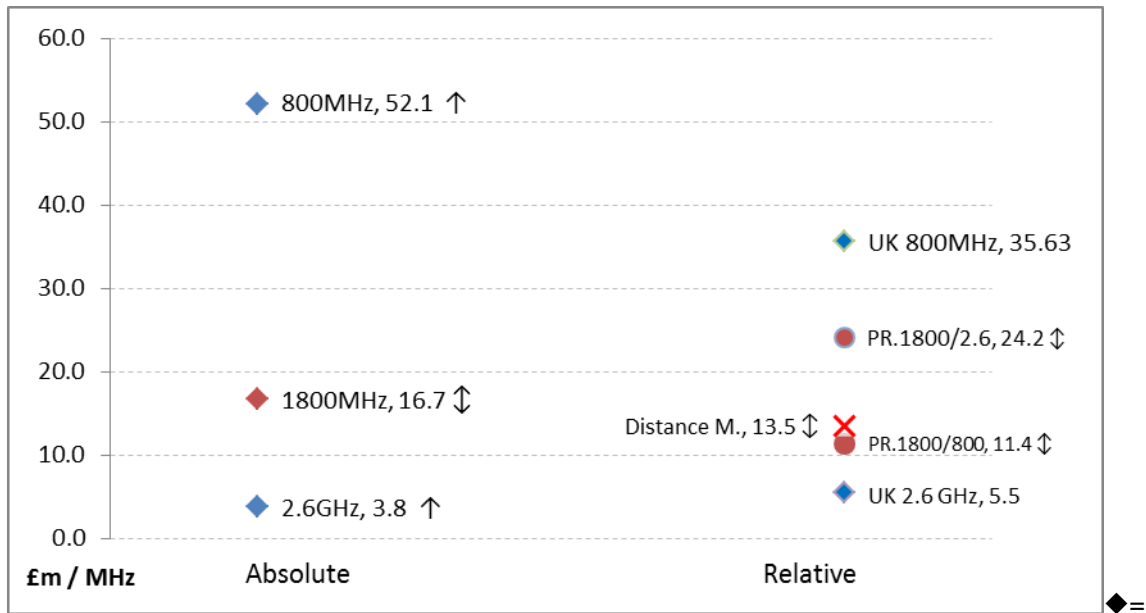 60.0
800MHz, 52.1 ↑
50.0
40.0
UK 800MHz, 35.63
30.0
PR.1800/2.6, 24.2 ↕
20.0
1800MHz, 16.7 ↕
Distance M., 13.5 ↕
10.0
PR.1800/800, 11.4 ↕
UK 2.6 GHz, 5.5
2.6GHz, 3.8 ↑
0.0
£m / MHz Absolute Relative
◆=